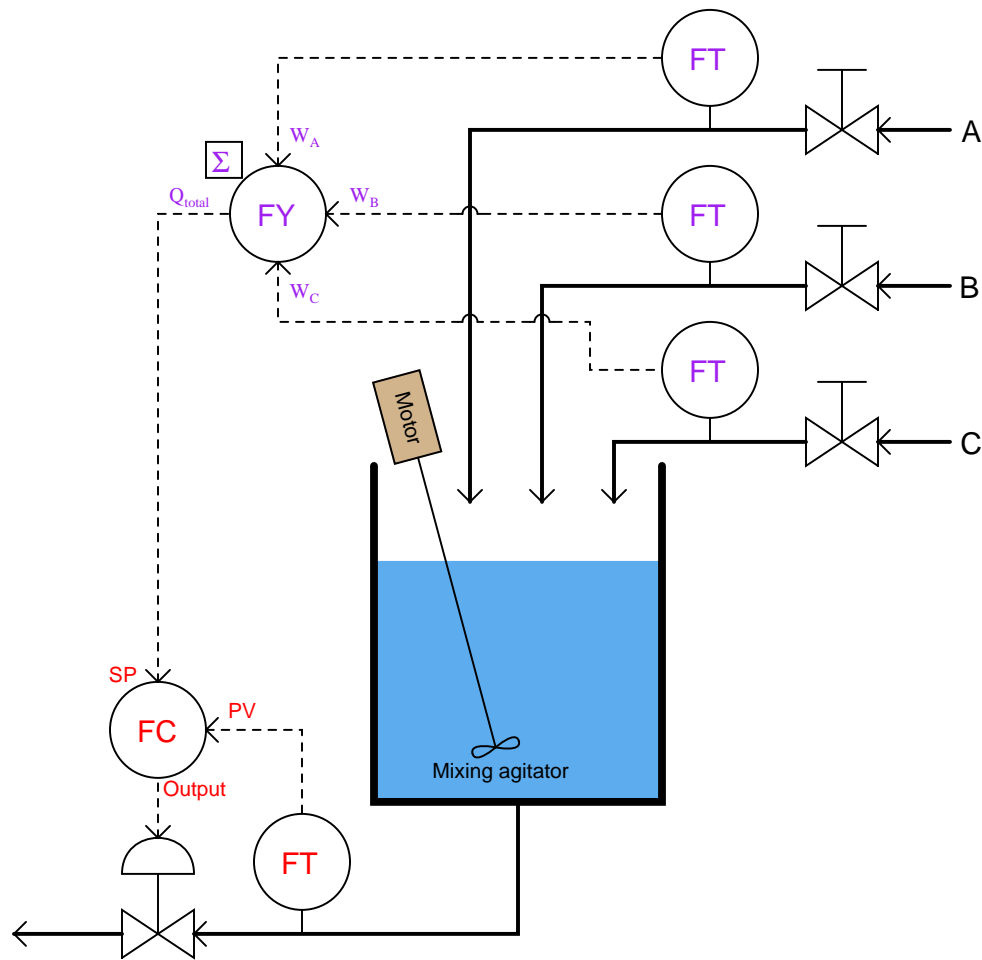 FT
A
W_A
Σ
Q_total
FY
W_B
FT
B
W_C
FT
C
Motor
SP
FC
PV
Output
Mixing agitator
FT